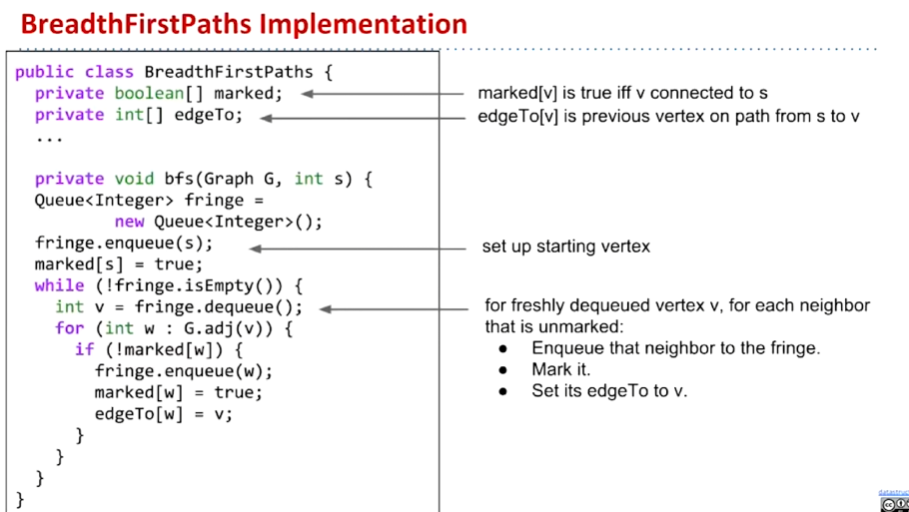 BreadthFirstPaths Implementation
public class BreadthFirstPaths {
private boolean[] marked;
private int[] edgeTo;
...
private void bfs(Graph G, int s) {
Queue<Integer> fringe =
new Queue<Integer>();
fringe.enqueue(s);
marked[s] = true;
while (!fringe.isEmpty()) {
int v = fringe.dequeue();
for (int w : G.adj(v)) {
if (!marked[w]) {
fringe.enqueue(w);
marked[w] = true;
edgeTo[w] = v;
}
}
}
}
marked[v] is true iff v connected to s
edgeTo[v] is previous vertex on path from s to v
set up starting vertex
for freshly dequeued vertex v, for each neighbor
that is unmarked:
● Enqueue that neighbor to the fringe.
● Mark it.
● Set its edgeTo to v.
datastruc